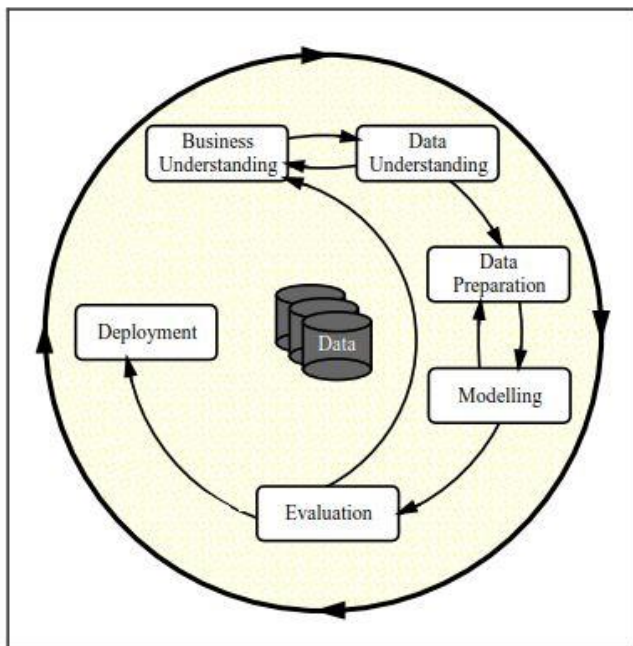 Business
Understanding
Data
Understanding
Data
Preparation
Modelling
Evaluation
Deployment
Data